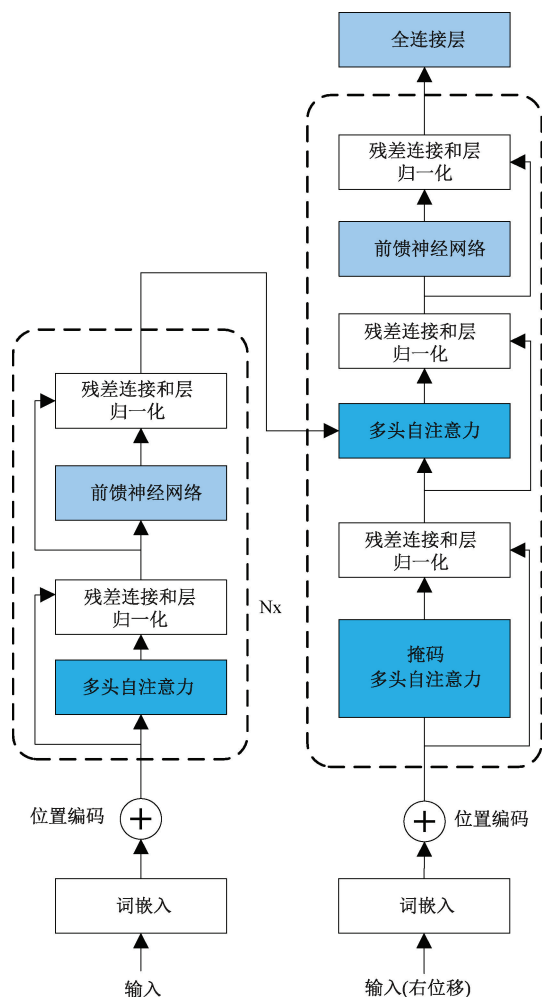 全连接层
残差连接和层
归一化
前馈神经网络
残差连接和层
归一化
多头自注意力
残差连接和层
归一化
掩码
多头自注意力
位置编码
词嵌入
输入(右位移)
残差连接和层
归一化
前馈神经网络
残差连接和层
归一化
Nx
多头自注意力
位置编码
词嵌入
输入